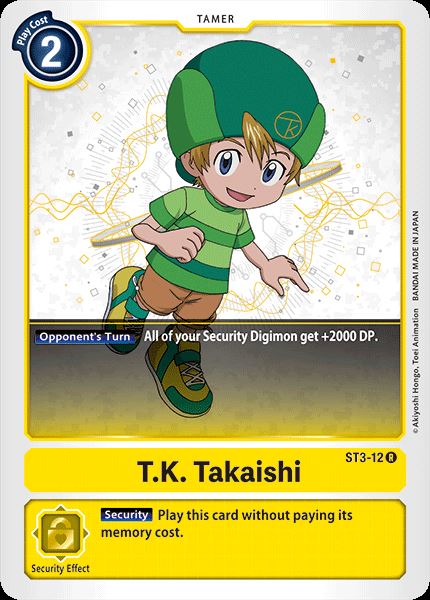 TAMER
Play Cost
2
TK
Opponent's Turn All of your Security Digimon get +2000 DP.
©Akiyoshi Hongo, Toei Animation BANDAI MADE IN JAPAN
ST3-12 R
T.K. Takaishi
Security Play this card without paying its
memory cost.
Security Effect